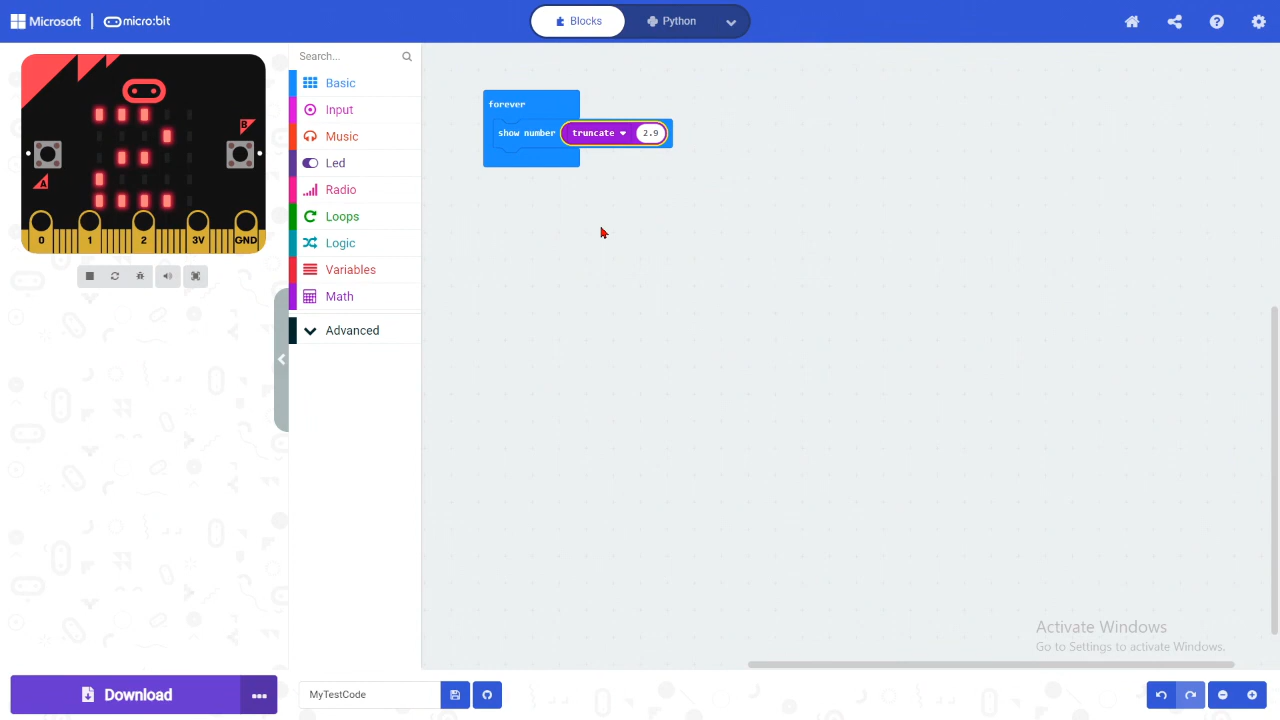 Microsoft micro:bit Blocks Python
Search...
Basic
Input
Music
Led
Radio
Loops
Logic
Variables
Math
Advanced
forever
show number truncate 2.9
A
B
0 1 2 3V GND
Activate Windows
Go to Settings to activate Windows.
Download
MyTestCode